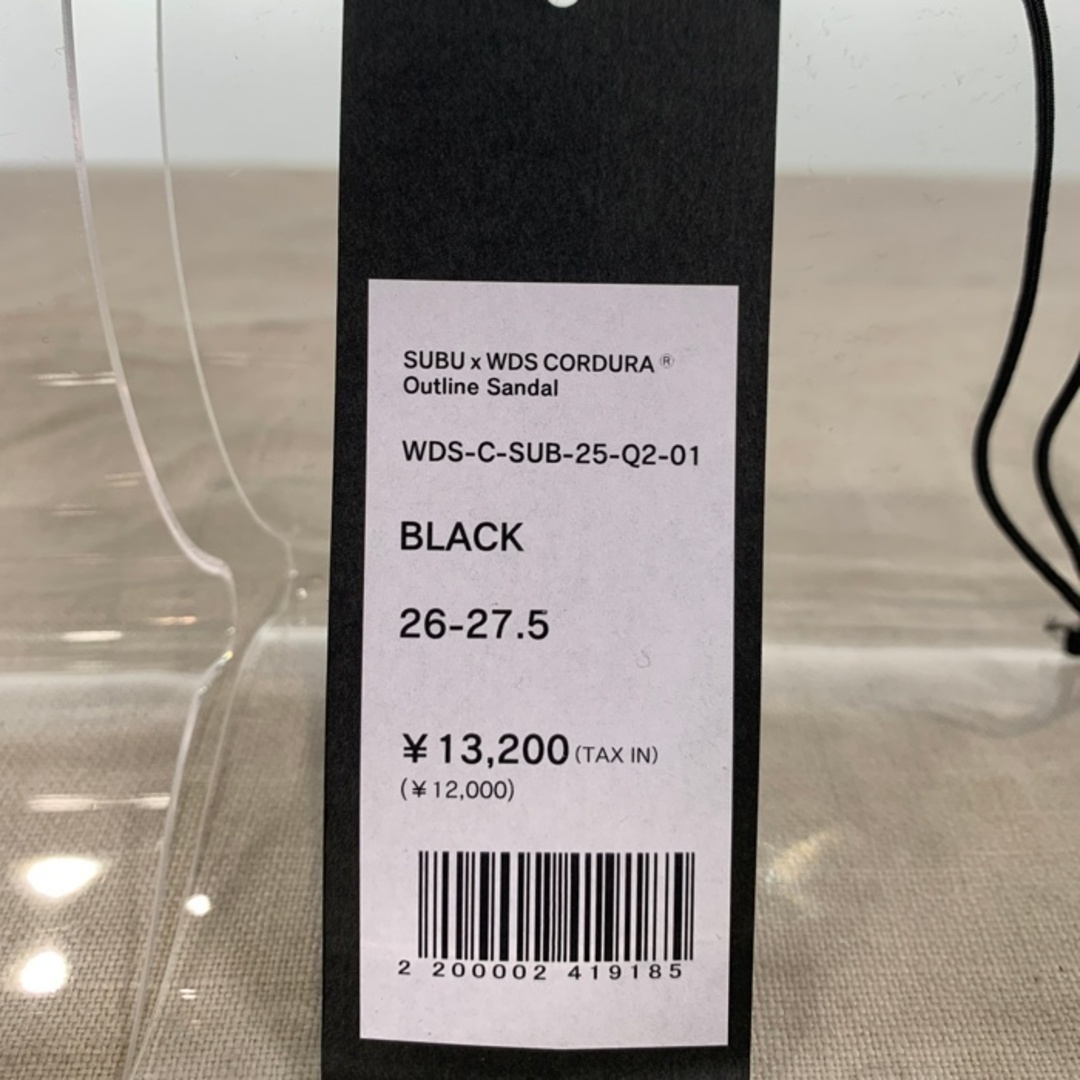 SUBU x WDS CORDURA ®
Outline Sandal
WDS-C-SUB-25-Q2-01
BLACK
26-27.5
¥13,200 (TAX IN)
(¥12,000)
2 200002 419185